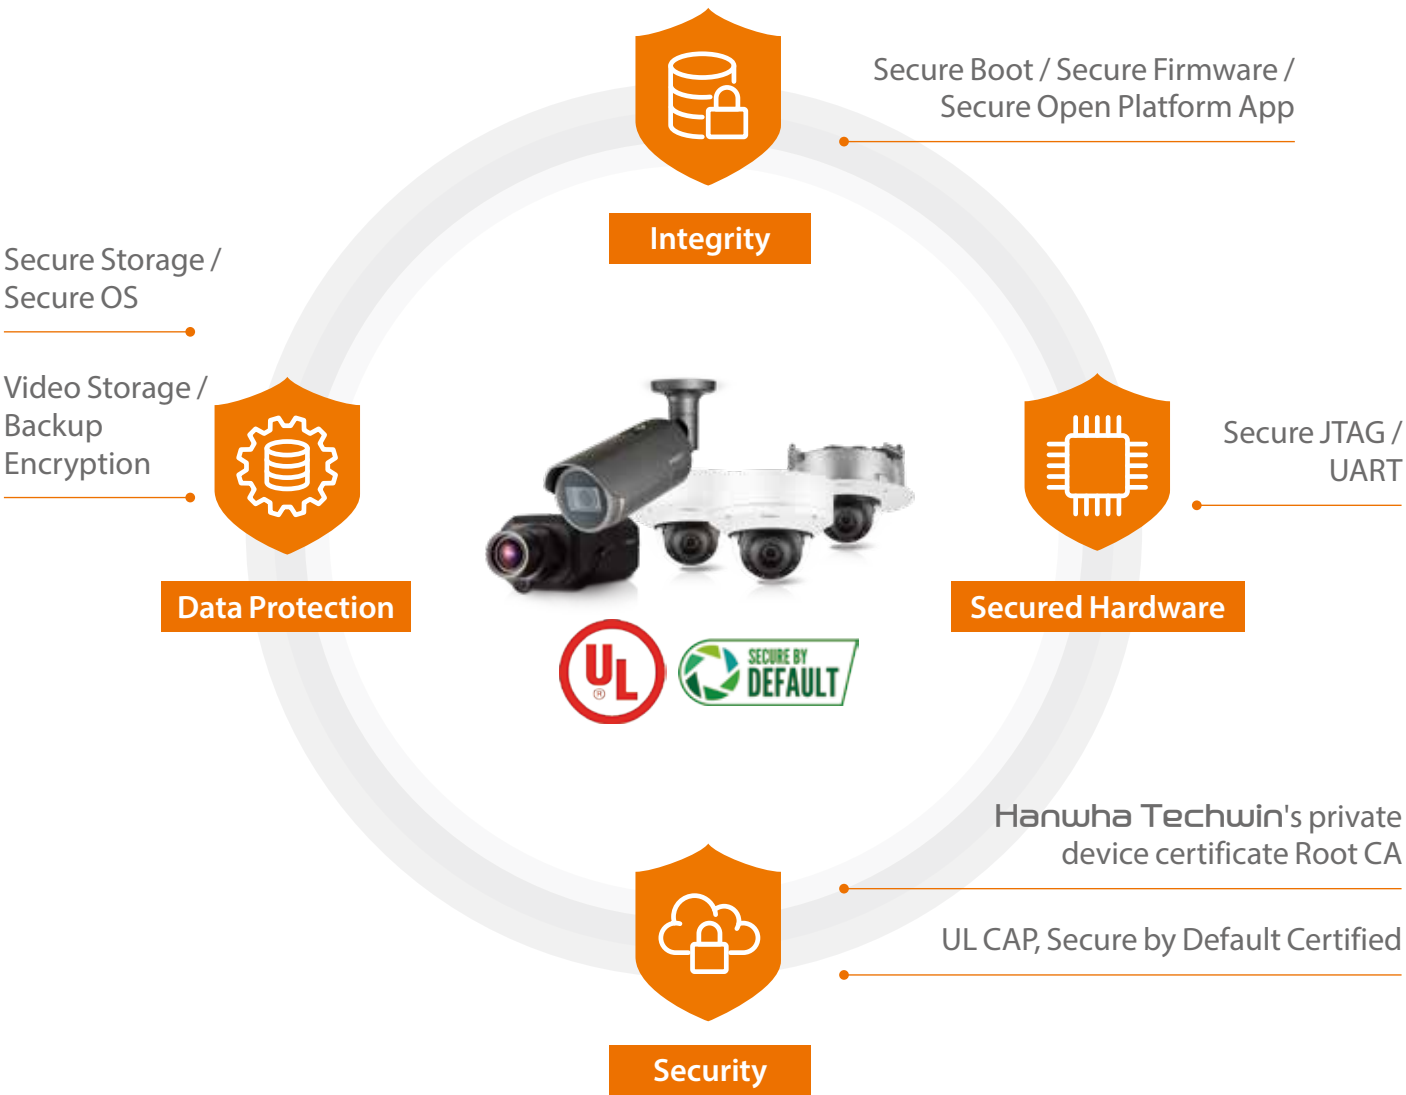 Secure Boot / Secure Firmware /
Secure Open Platform App
Integrity
Secure Storage /
Secure OS
Video Storage /
Backup
Encryption
Data Protection
Secure JTAG /
UART
Secured Hardware
UL
®
SECURE BY
DEFAULT
Hanwha Techwin's private
device certificate Root CA
UL CAP, Secure by Default Certified
Security